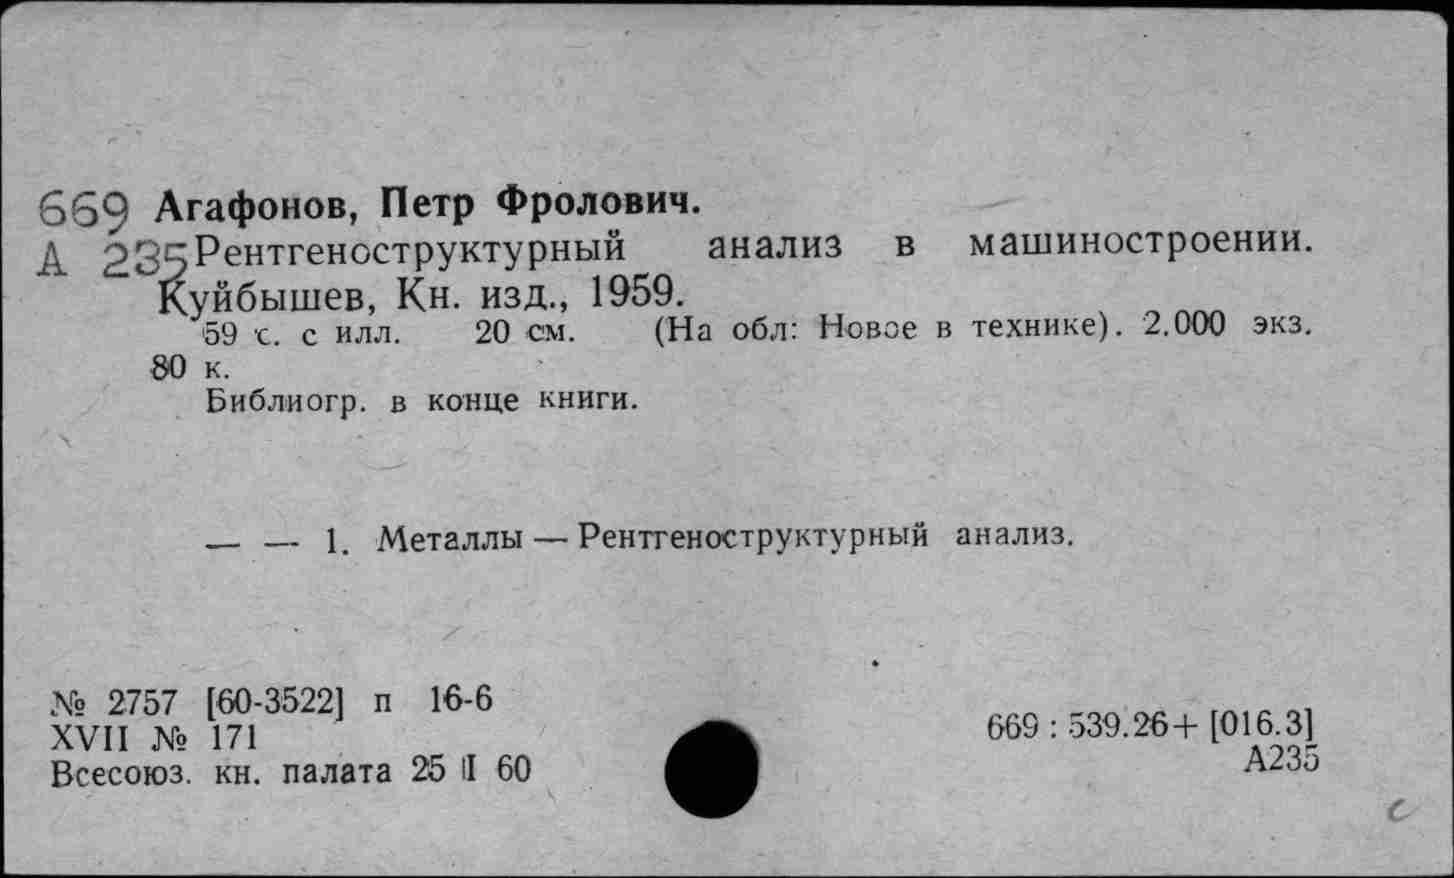 669 Агафонов, Петр Фролович.
А 235 Рентгеноструктурный анализ в машиностроении.
Куйбышев, Кн. изд., 1959.
59 с. с илл. 20 см. (На обл: Новое в технике). 2.000 экз.
80 к.
Библиогр. в конце книги.
— — 1. Металлы — Рентгеноструктурный анализ.
№ 2757 [60-3522] п 16-6
XVII № 171
Всесоюз. кн. палата 25 II 60
669 : 539.26+ [016.3]
А235
с